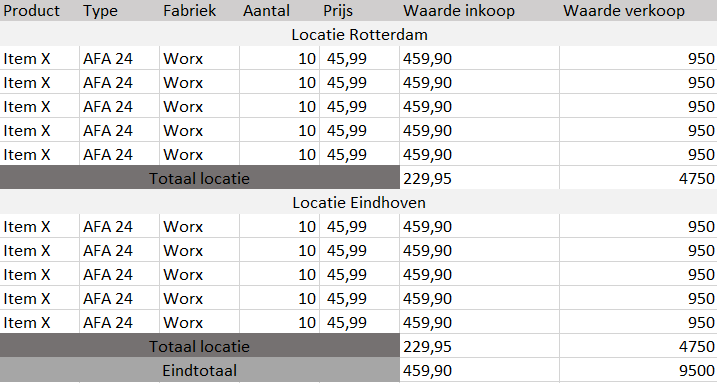 Product Type Fabriek Aantal Prijs Waarde inkoop Waarde verkoop
Locatie Rotterdam
Item X AFA 24 Worx 10 45,99 459,90 950
Item X AFA 24 Worx 10 45,99 459,90 950
Item X AFA 24 Worx 10 45,99 459,90 950
Item X AFA 24 Worx 10 45,99 459,90 950
Item X AFA 24 Worx 10 45,99 459,90 950
Totaal locatie 229,95 4750
Locatie Eindhoven
Item X AFA 24 Worx 10 45,99 459,90 950
Item X AFA 24 Worx 10 45,99 459,90 950
Item X AFA 24 Worx 10 45,99 459,90 950
Item X AFA 24 Worx 10 45,99 459,90 950
Item X AFA 24 Worx 10 45,99 459,90 950
Totaal locatie 229,95 4750
Eindtotaal 459,90 9500